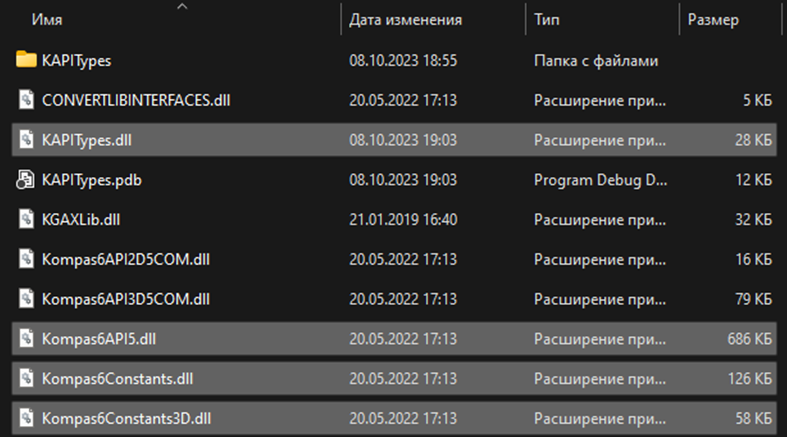 Имя Дата изменения Тип Размер
KAPITypes 08.10.2023 18:55 Папка с файлами
CONVERTLIBINTERFACES.dll 20.05.2022 17:13 Расширение при... 5 КБ
KAPITypes.dll 08.10.2023 19:03 Расширение при... 28 КБ
KAPITypes.pdb 08.10.2023 19:03 Program Debug D... 12 КБ
KGAXLib.dll 21.01.2019 16:40 Расширение при... 32 КБ
Kompas6API2D5COM.dll 20.05.2022 17:13 Расширение при... 16 КБ
Kompas6API3D5COM.dll 20.05.2022 17:13 Расширение при... 79 КБ
Kompas6API5.dll 20.05.2022 17:13 Расширение при... 686 КБ
Kompas6Constants.dll 20.05.2022 17:13 Расширение при... 126 КБ
Kompas6Constants3D.dll 20.05.2022 17:13 Расширение при... 58 КБ